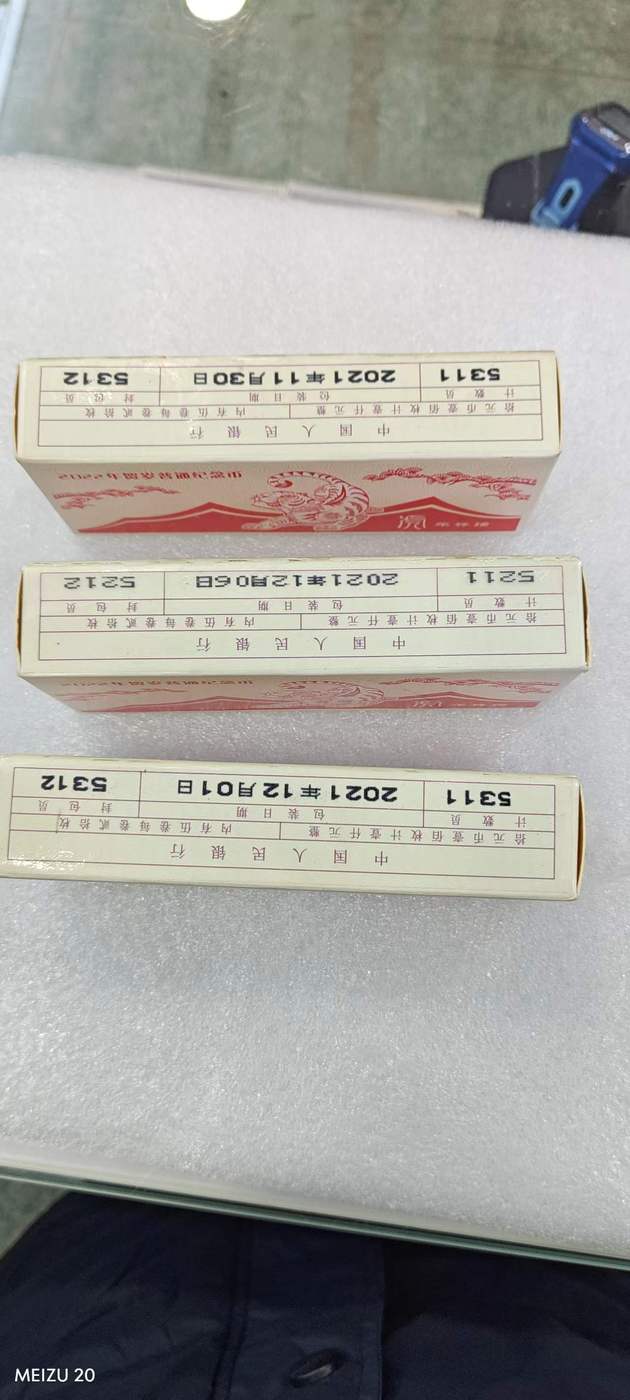 中国人民银行
拾元币壹佰枚计壹仟元整 内有伍卷每卷贰拾枚
计数员 包装日期 封包员
5311 2021年11月30日 5312
中国人民银行
拾元币壹佰枚计壹仟元整 内有伍卷每卷贰拾枚
计数员 包装日期 封包员
5211 2021年12月06日 5212
中国人民银行
拾元币壹佰枚计壹仟元整 内有伍卷每卷贰拾枚
计数员 包装日期 封包员
5311 2021年12月01日 5312
MEIZU 20